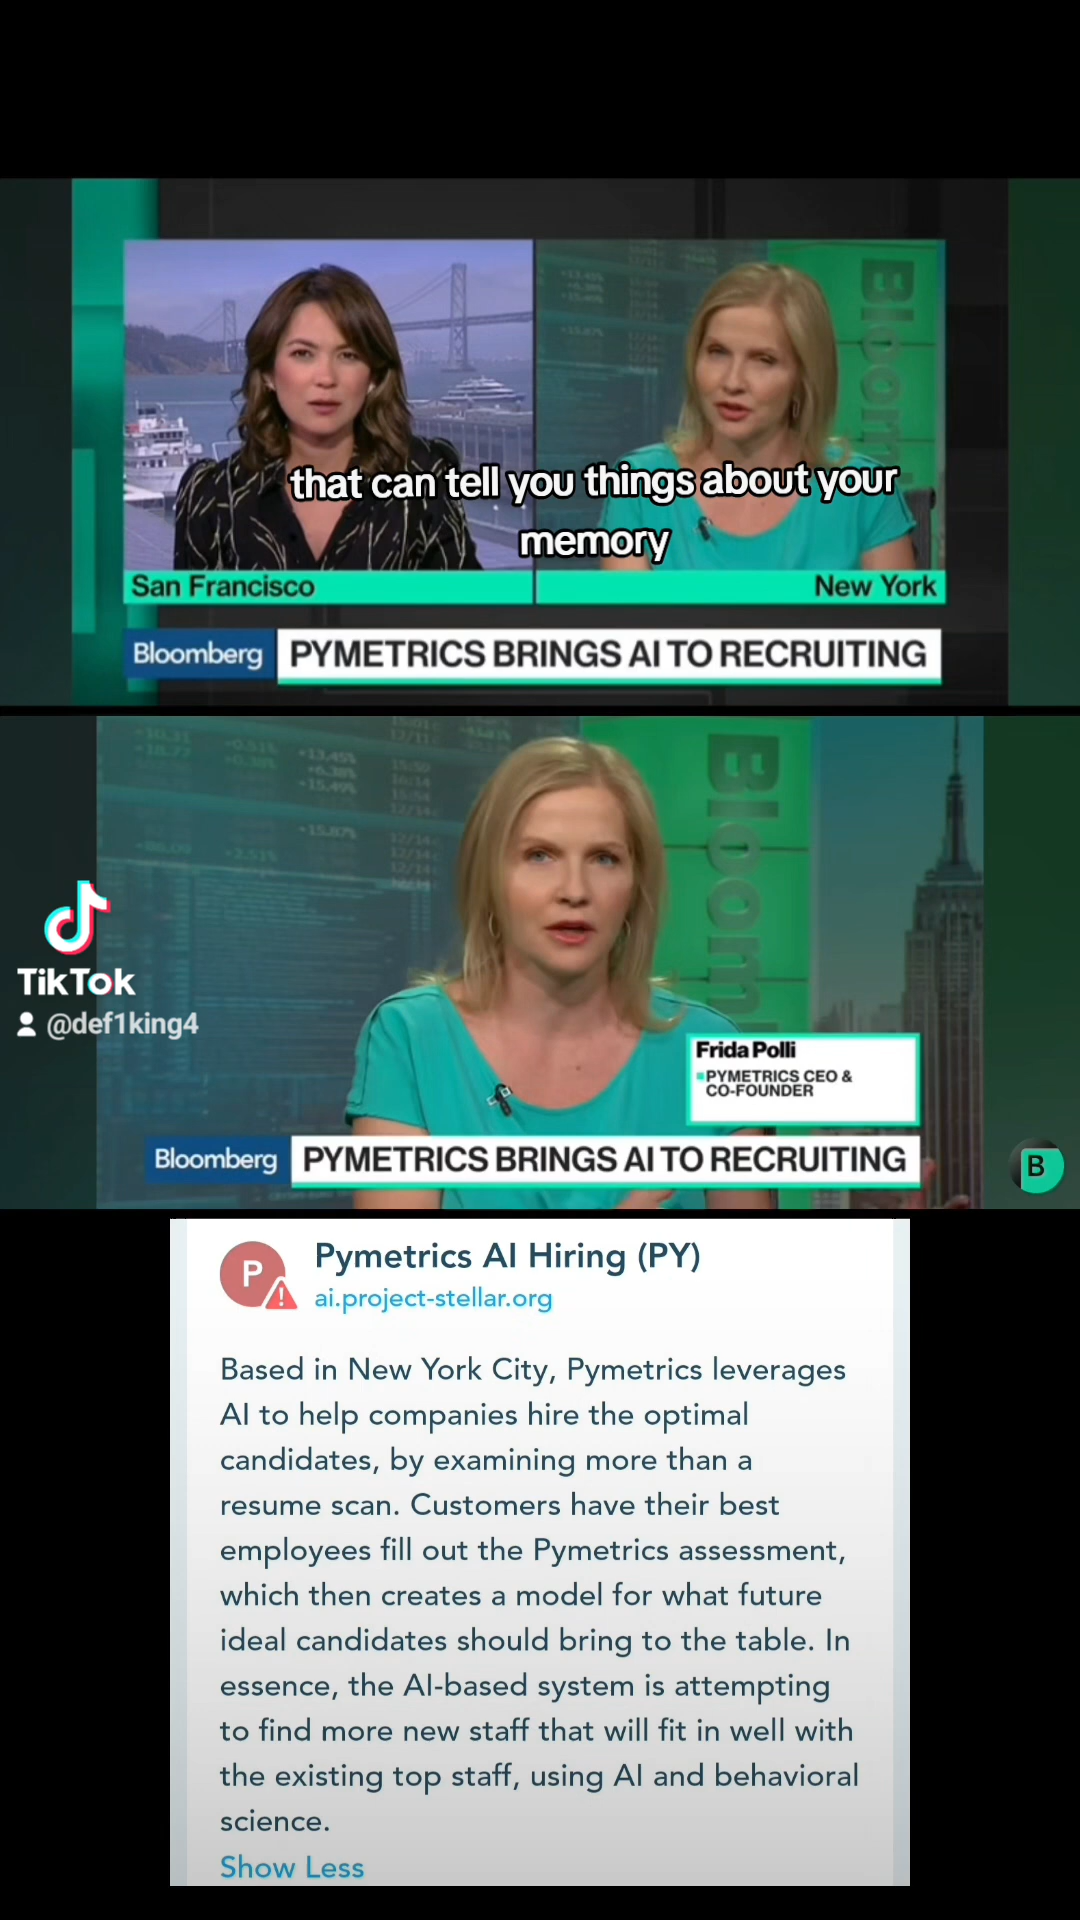 Bloom
that can tell you things about your
memory
San Francisco
New York
Bloomberg
PYMETRICS BRINGS AI TO RECRUITING
Bloom
TikTok
@def1king4
Frida Polli
PYMETRICS CEO &
CO-FOUNDER
Bloomberg
PYMETRICS BRINGS AI TO RECRUITING
B
P
Pymetrics AI Hiring (PY)
ai.project-stellar.org
Based in New York City, Pymetrics leverages
AI to help companies hire the optimal
candidates, by examining more than a
resume scan. Customers have their best
employees fill out the Pymetrics assessment,
which then creates a model for what future
ideal candidates should bring to the table. In
essence, the AI-based system is attempting
to find more new staff that will fit in well with
the existing top staff, using AI and behavioral
science.
Show Less